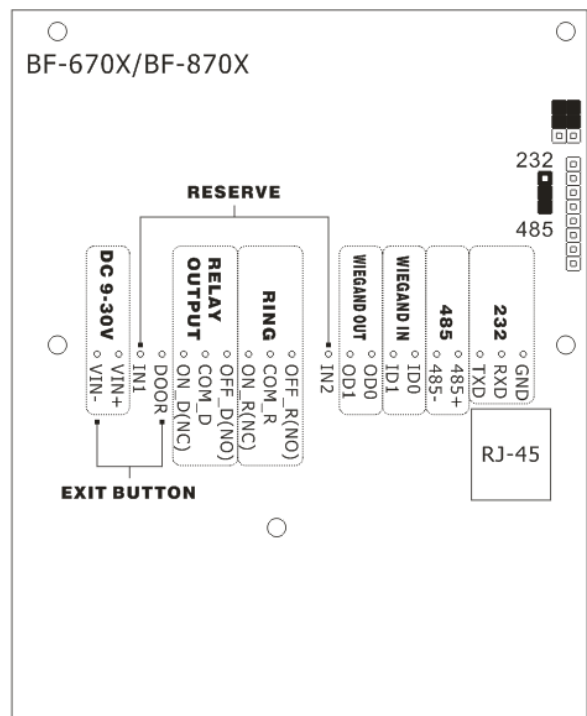 BF-670X/BF-870X
232
485
RESERVE
DC 9-30V
RELAY
OUTPUT
RING
WIEGAND OUT
WIEGAND IN
485
232
VIN-
VIN+
IN1
DOOR
ON_D(NC)
COM_D
OFF_D(NO)
ON_R(NC)
COM_R
OFF_R(NO)
IN2
OD1
OD0
ID1
ID0
485-
485+
TXD
RXD
GND
RJ-45
EXIT BUTTON